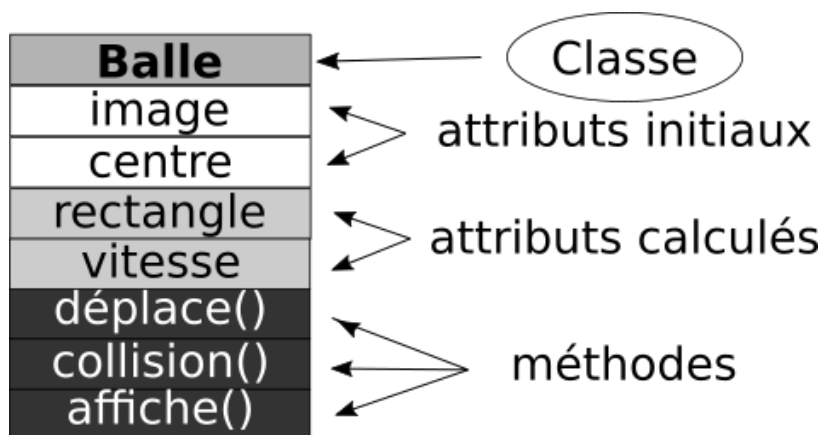 Balle
Classe
image
attributs initiaux
centre
rectangle
attributs calculés
vitesse
déplace()
collision()
méthodes
affiche()